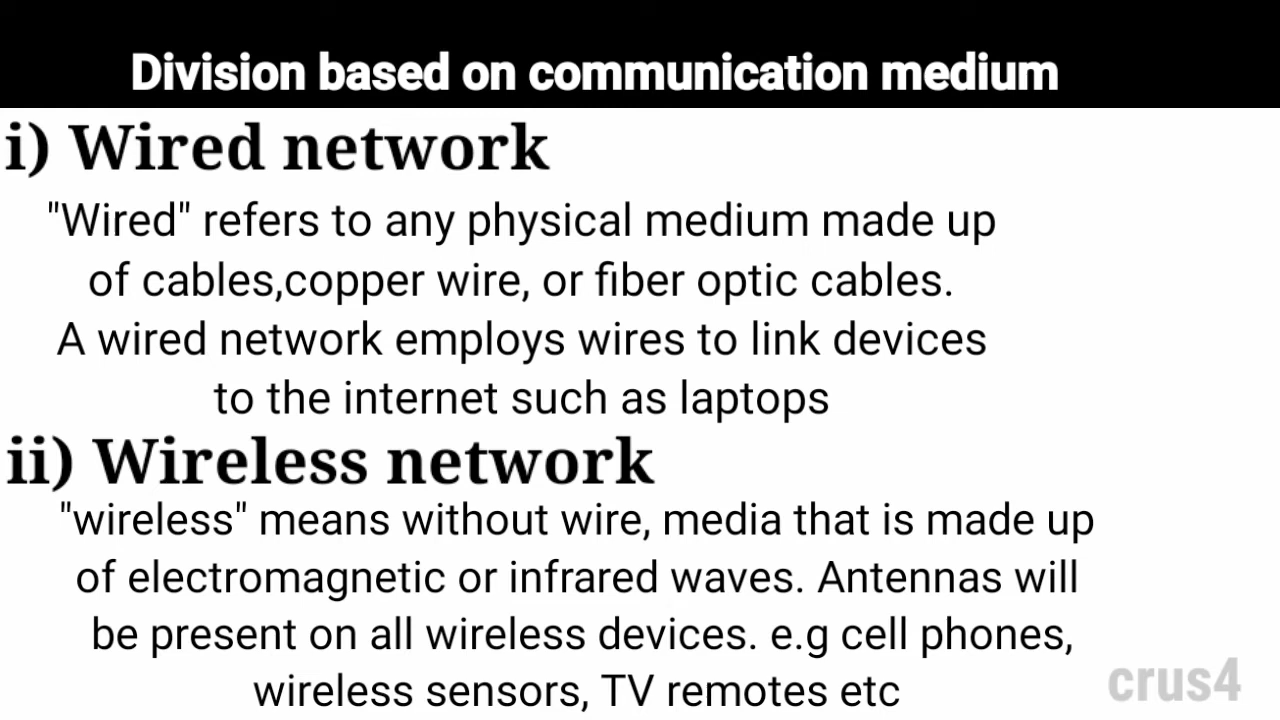 Division based on communication medium
i) Wired network
"Wired" refers to any physical medium made up
of cables,copper wire, or fiber optic cables.
A wired network employs wires to link devices
to the internet such as laptops
ii) Wireless network
"wireless" means without wire, media that is made up
of electromagnetic or infrared waves. Antennas will
be present on all wireless devices. e.g cell phones,
wireless sensors, TV remotes etc
crus4